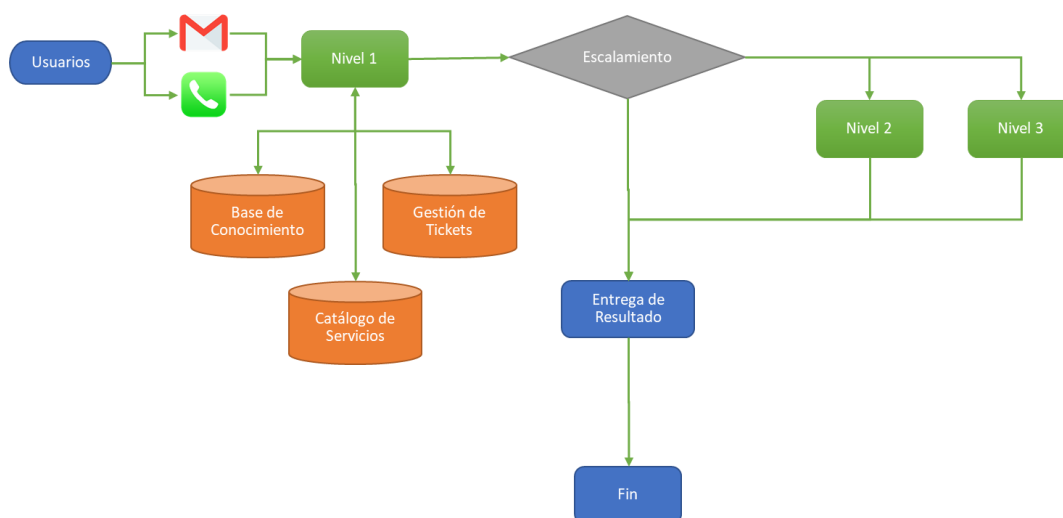 Usuarios
Nivel 1
Escalamiento
Nivel 2
Nivel 3
Base de
Conocimiento
Gestión de
Tickets
Catálogo de
Servicios
Entrega de
Resultado
Fin